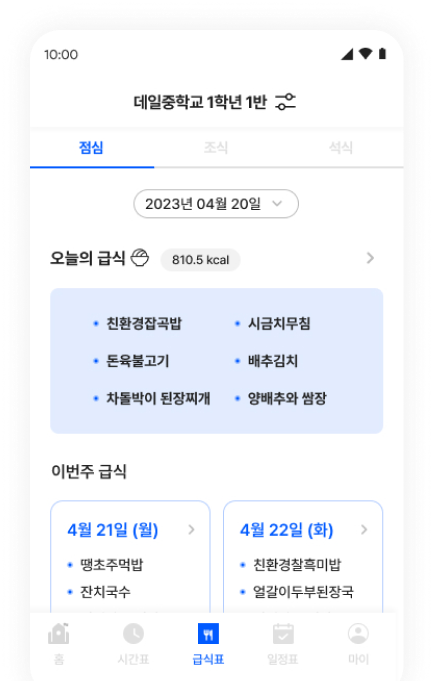 10:00
데일중학교 1학년 1반
점심 조식 석식
2023년 04월 20일
오늘의 급식 810.5 kcal
• 친환경잡곡밥 • 시금치무침
• 돈육불고기 • 배추김치
• 차돌박이 된장찌개 • 양배추와 쌈장
이번주 급식
4월 21일 (월) 4월 22일 (화)
• 땡초주먹밥 • 친환경찰흑미밥
• 잔치국수 • 얼갈이두부된장국
홈 시간표 급식표 일정표 마이